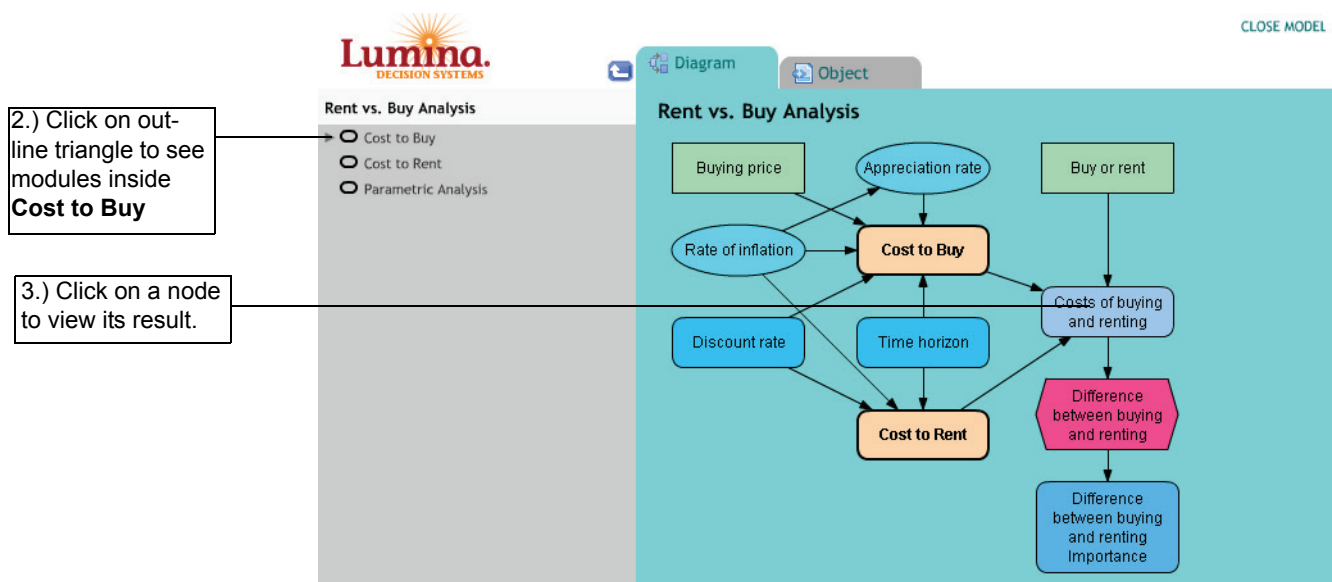 CLOSE MODEL
Lumina.
DECISION SYSTEMS
Diagram
Object
Rent vs. Buy Analysis
Cost to Buy
Cost to Rent
Parametric Analysis
2.) Click on out-
line triangle to see
modules inside
Cost to Buy
3.) Click on a node
to view its result.
Rent vs. Buy Analysis
Buying price
Appreciation rate
Buy or rent
Rate of inflation
Cost to Buy
Costs of buying
and renting
Discount rate
Time horizon
Difference
between buying
and renting
Cost to Rent
Difference
between buying
and renting
Importance